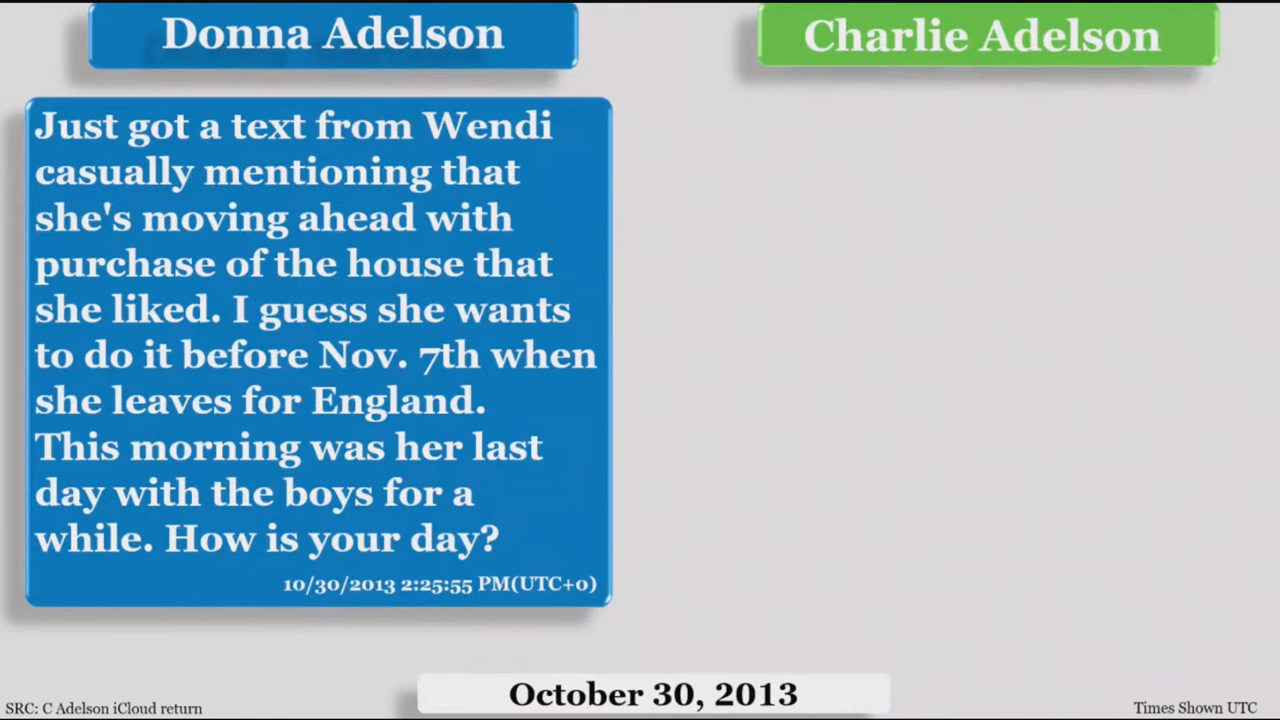 Donna Adelson
Charlie Adelson
Just got a text from Wendi
casually mentioning that
she's moving ahead with
purchase of the house that
she liked. I guess she wants
to do it before Nov. 7th when
she leaves for England.
This morning was her last
day with the boys for a
while. How is your day?
10/30/2013 2:25:55 PM(UTC+0)
October 30, 2013
SRC: C Adelson iCloud return
Times Shown UTC